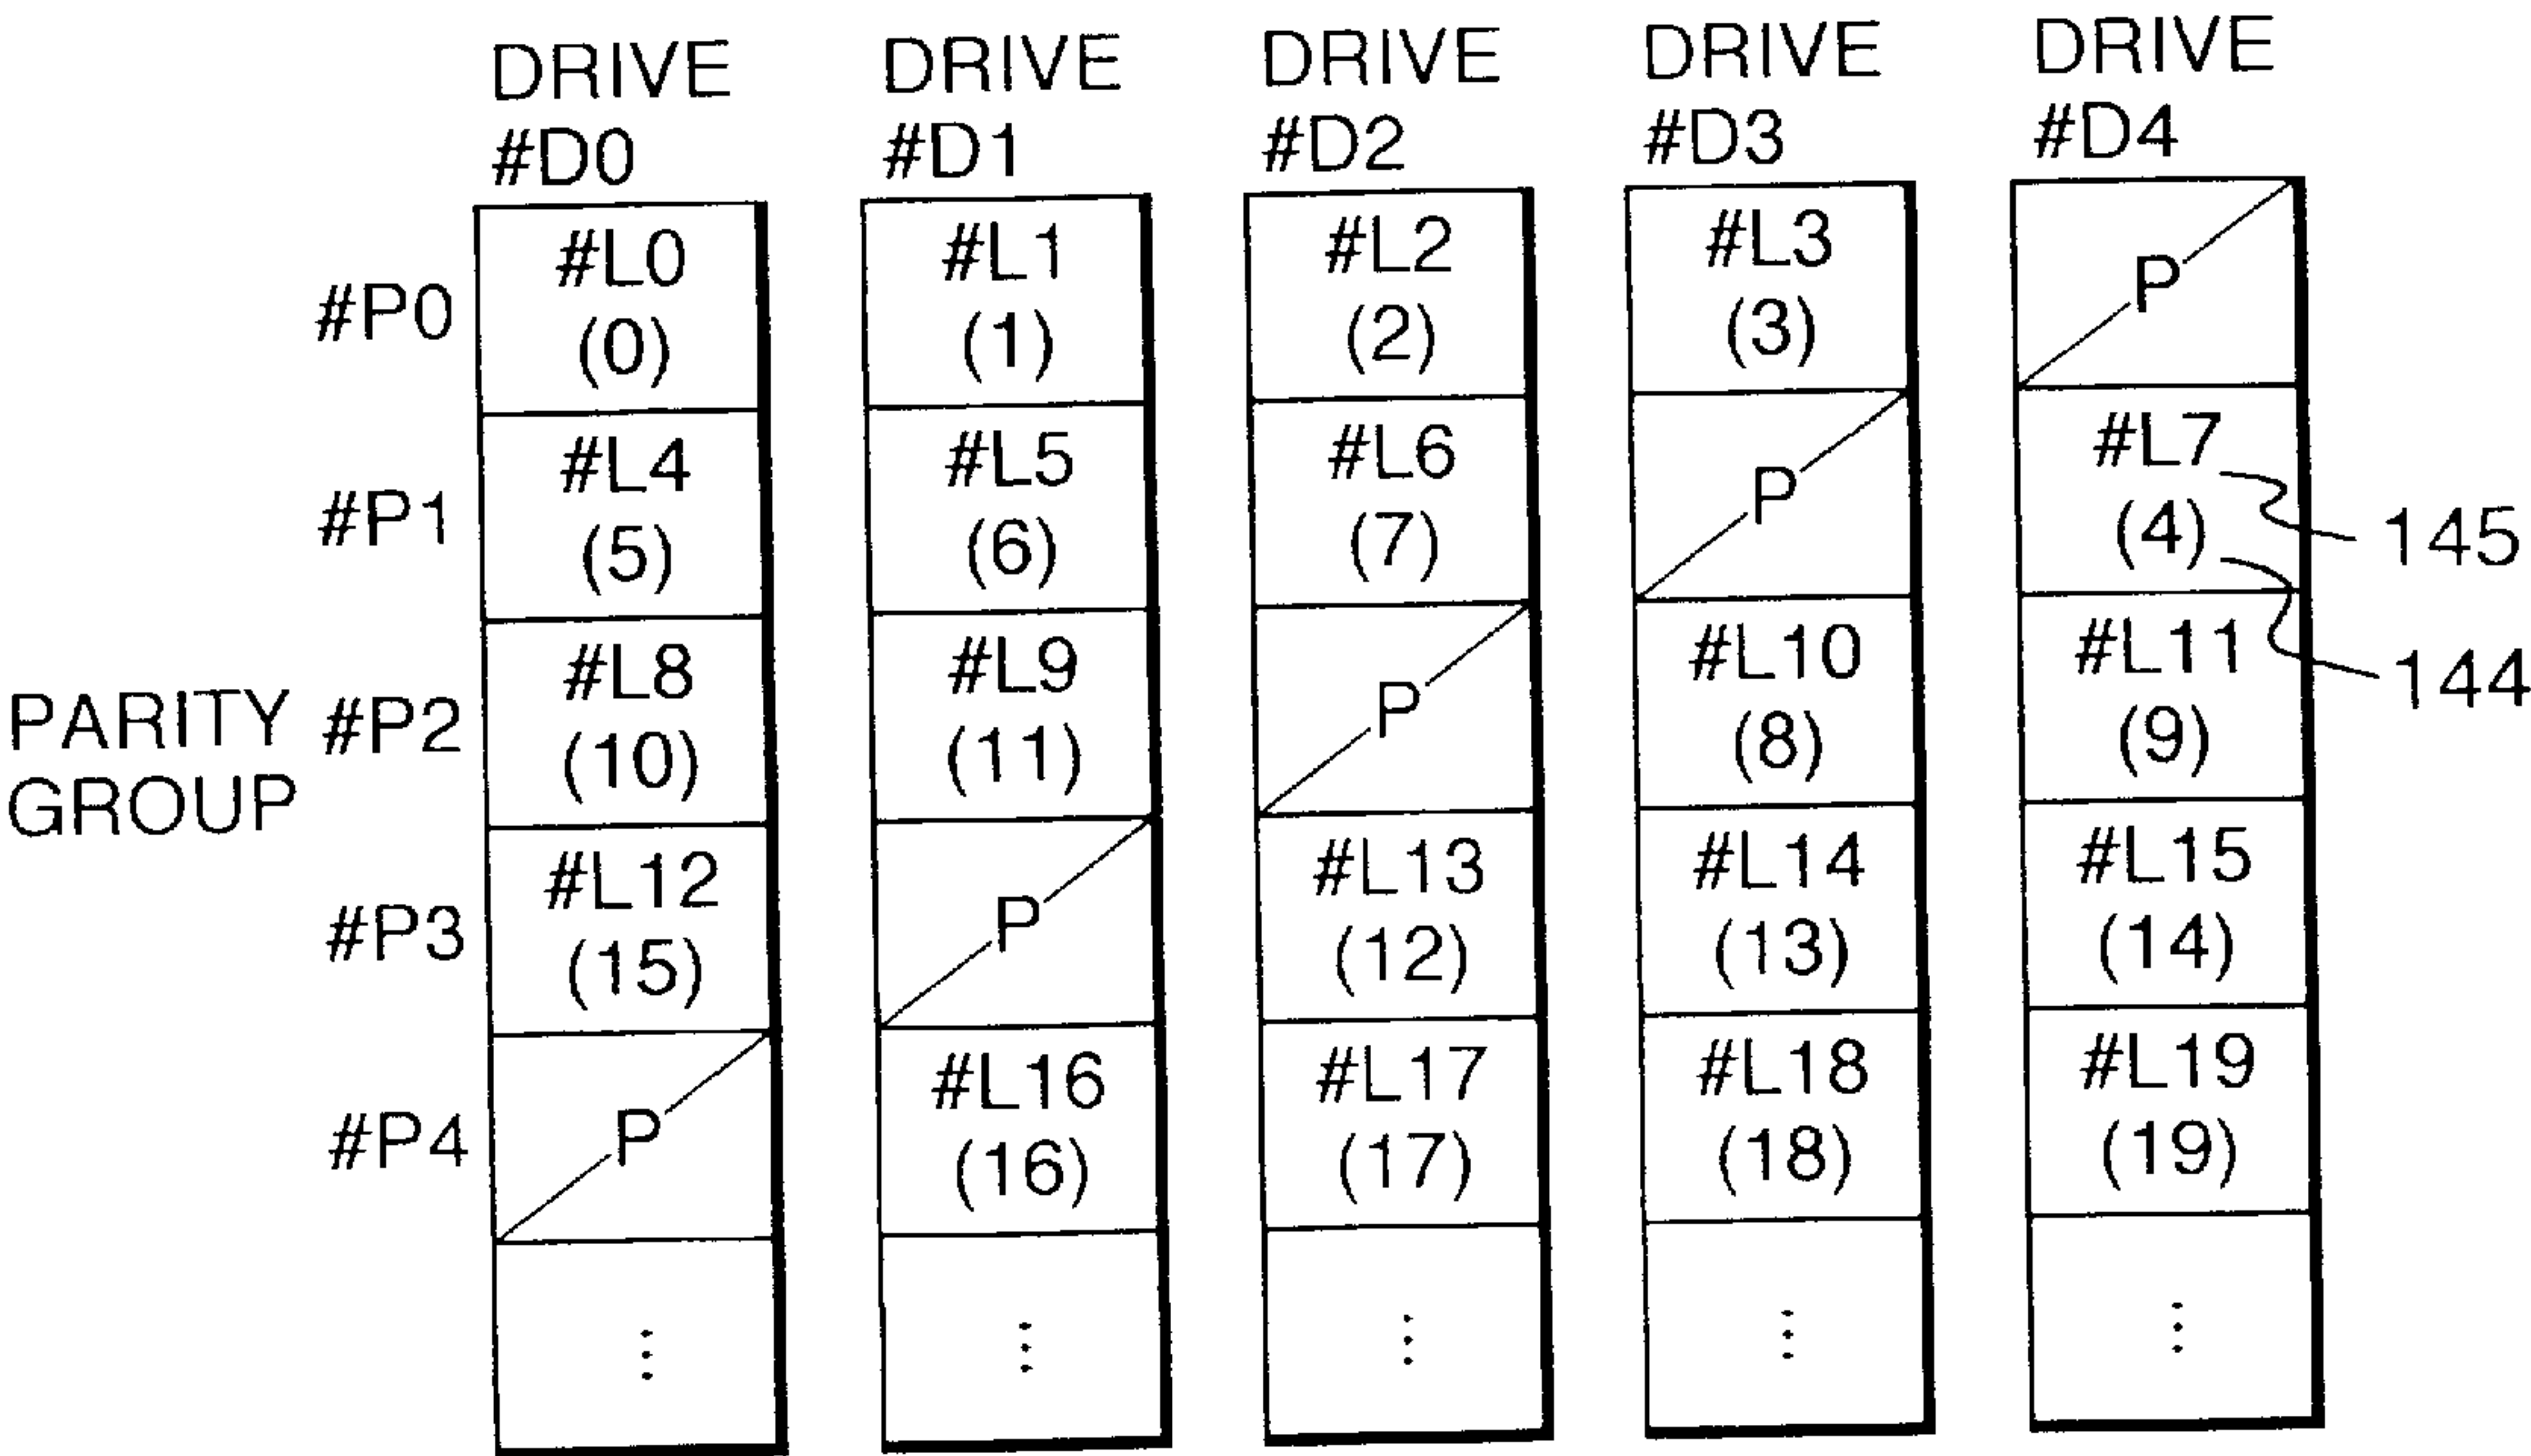 DRIVE #D0
DRIVE #D1
DRIVE #D2
DRIVE #D3
DRIVE #D4
PARITY GROUP
#P0
#L0 (0)
#L1 (1)
#L2 (2)
#L3 (3)
P
#P1
#L4 (5)
#L5 (6)
#L6 (7)
P
#L7 (4)
145
144
#P2
#L8 (10)
#L9 (11)
P
#L10 (8)
#L11 (9)
#P3
#L12 (15)
P
#L13 (12)
#L14 (13)
#L15 (14)
#P4
P
#L16 (16)
#L17 (17)
#L18 (18)
#L19 (19)